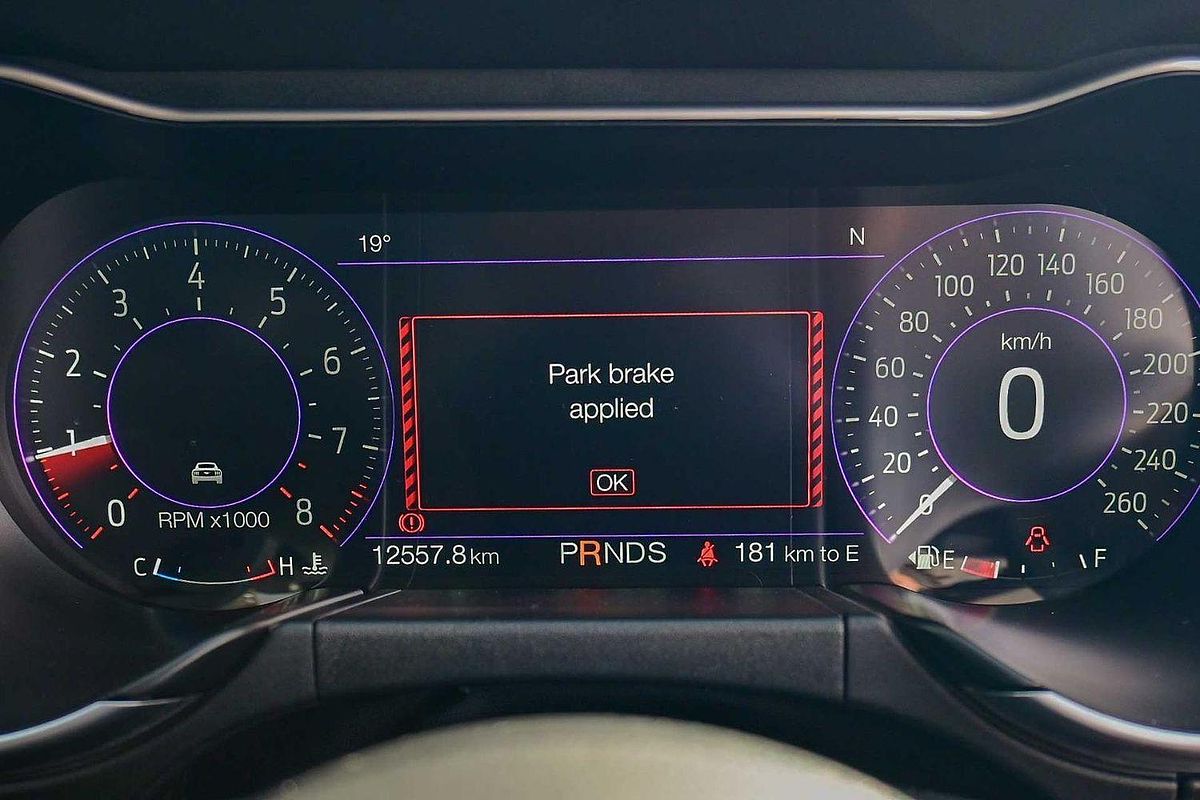 19°
N
0
1
2
3
4
5
6
7
8
RPM x1000
C
H
Park brake
applied
OK
12557.8 km
PRNDS
181 km to E
0
20
40
60
80
100
120
140
160
180
200
220
240
260
km/h
0
E
F